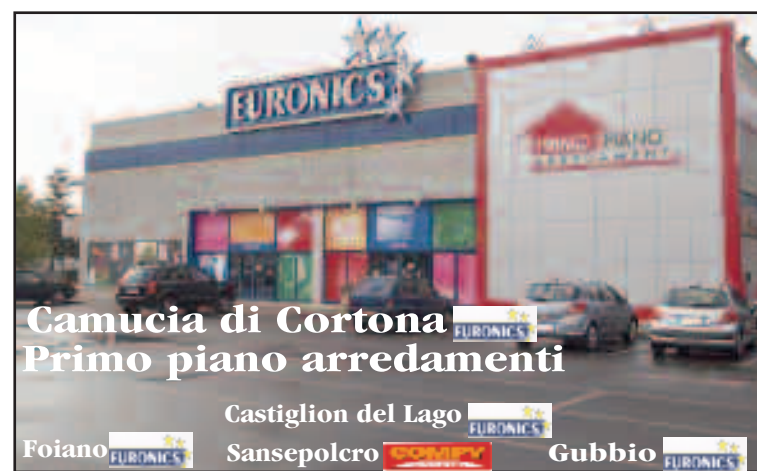 EURONICS
PRIMO PIANO
ARREDAMENTI
Camucia di Cortona EURONICS
Primo piano arredamenti
Castiglion del Lago EURONICS
Foiano EURONICS Sansepolcro COMPY Gubbio EURONICS